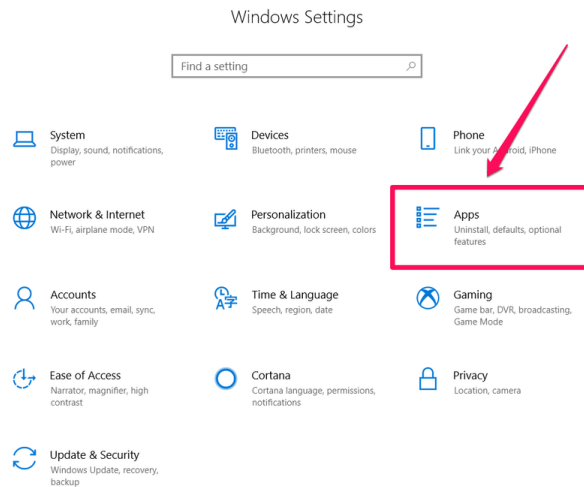 Windows Settings
Find a setting
System
Display, sound, notifications,
power
Devices
Bluetooth, printers, mouse
Phone
Link your Android, iPhone
Network & Internet
Wi-Fi, airplane mode, VPN
Personalization
Background, lock screen, colors
Apps
Uninstall, defaults, optional
features
Accounts
Your accounts, email, sync,
work, family
Time & Language
Speech, region, date
Gaming
Game bar, DVR, broadcasting,
Game Mode
Ease of Access
Narrator, magnifier, high
contrast
Cortana
Cortana language, permissions,
notifications
Privacy
Location, camera
Update & Security
Windows Update, recovery,
backup